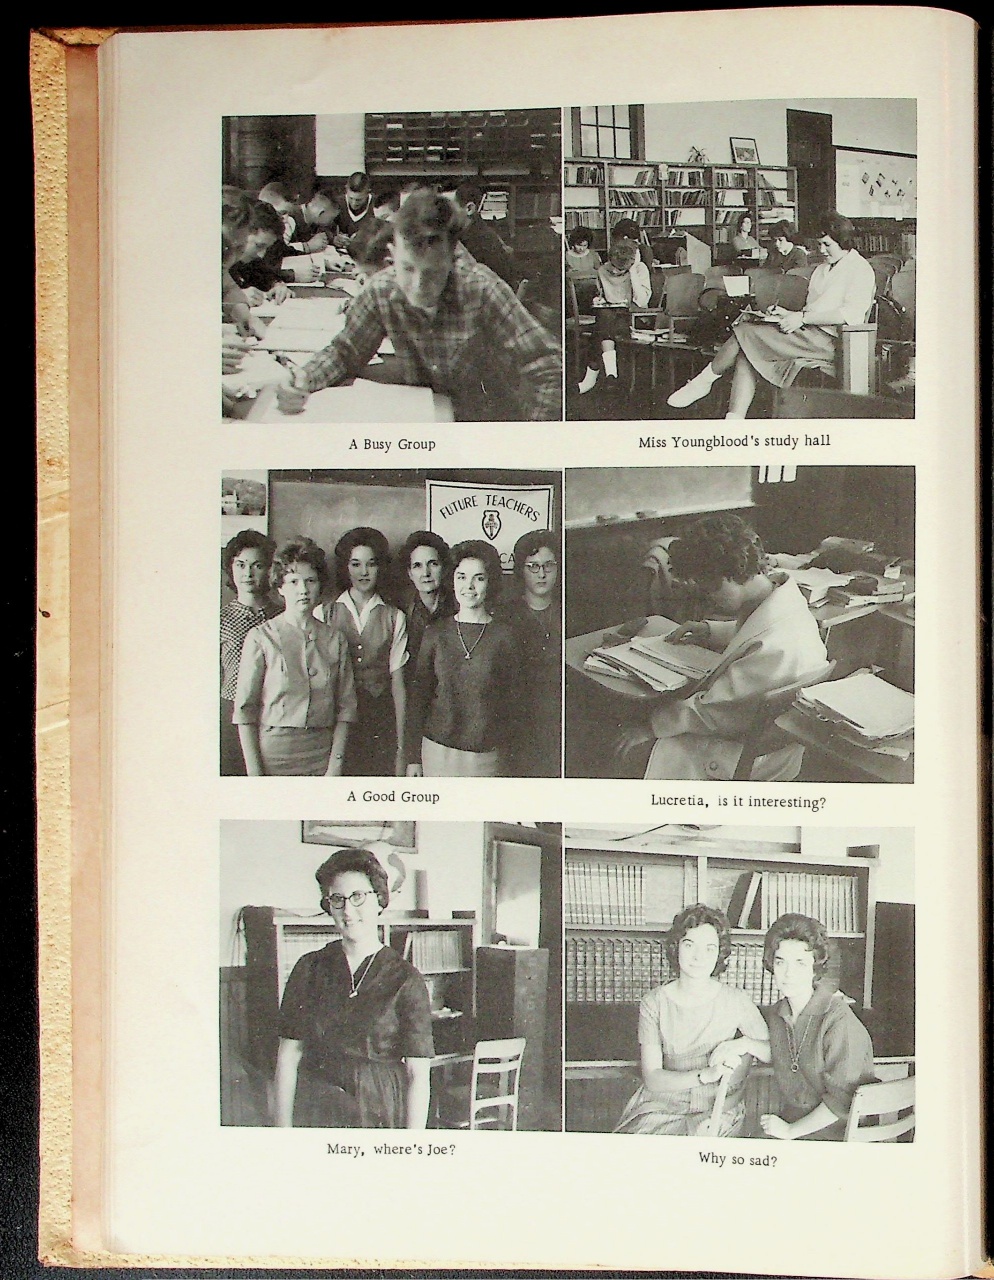 A Busy Group
Miss Youngblood's study hall
FUTURE TEACHERS
A Good Group
Lucretia, is it interesting?
Mary, where's Joe?
Why so sad?